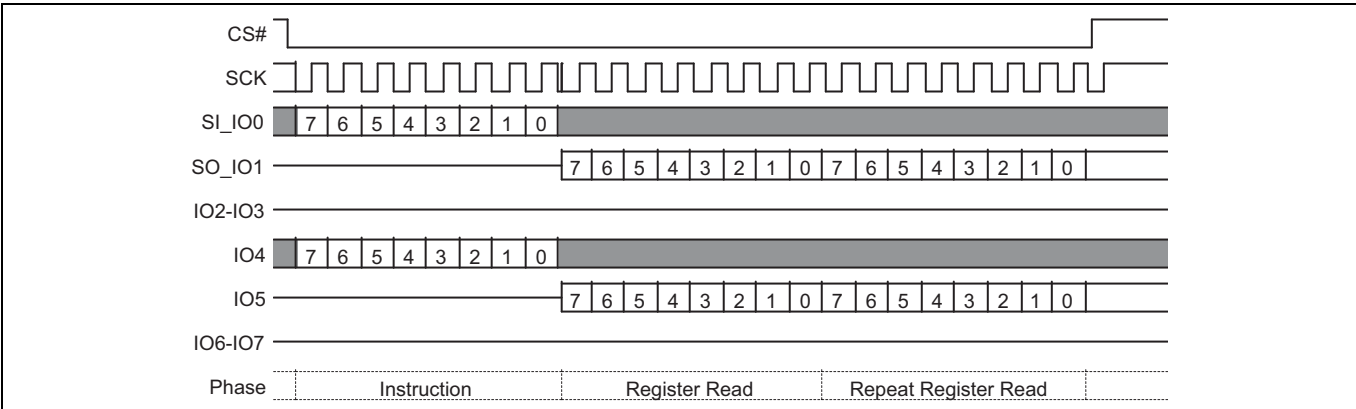 CS#
SCK
SI_IO0 7 6 5 4 3 2 1 0
SO_IO1 7 6 5 4 3 2 1 0 7 6 5 4 3 2 1 0
IO2-IO3
IO4 7 6 5 4 3 2 1 0
IO5 7 6 5 4 3 2 1 0 7 6 5 4 3 2 1 0
IO6-IO7
Phase Instruction Register Read Repeat Register Read